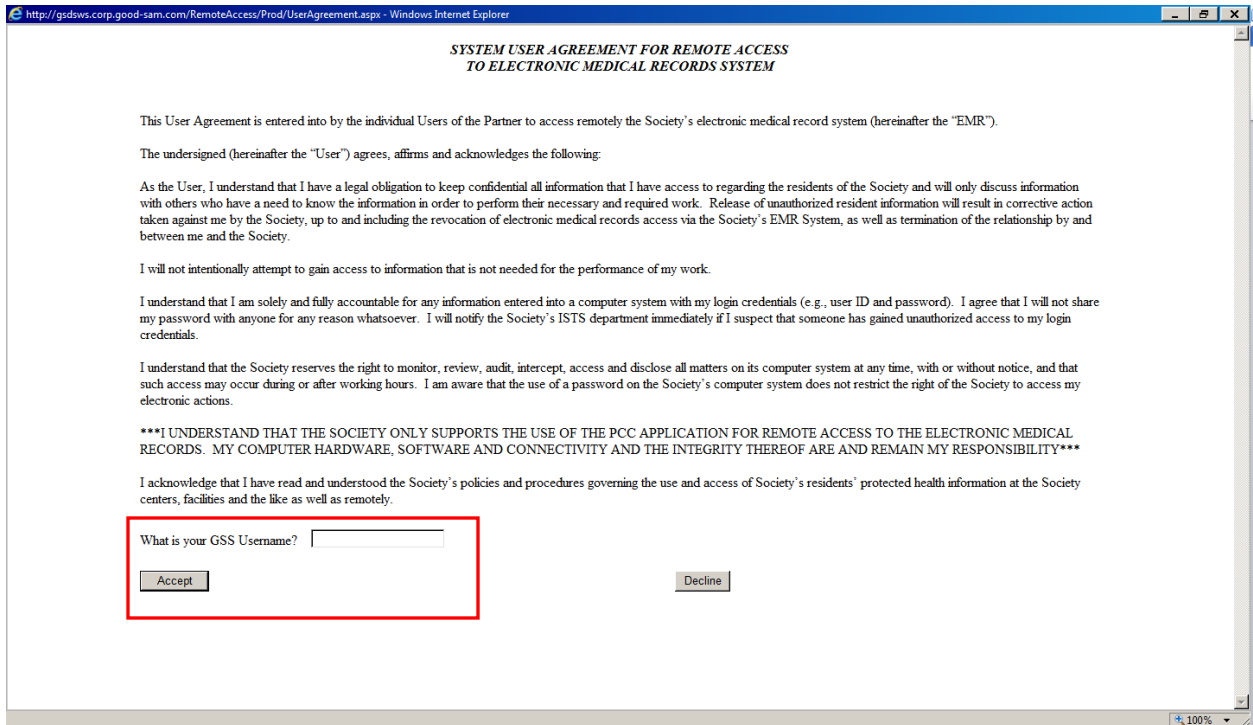 http://gsdsws.corp.good-sam.com/RemoteAccess/Prod/UserAgreement.aspx - Windows Internet Explorer
SYSTEM USER AGREEMENT FOR REMOTE ACCESS
TO ELECTRONIC MEDICAL RECORDS SYSTEM
This User Agreement is entered into by the individual Users of the Partner to access remotely the Society's electronic medical record system (hereinafter the "EMR").
The undersigned (hereinafter the "User") agrees, affirms and acknowledges the following:
As the User, I understand that I have a legal obligation to keep confidential all information that I have access to regarding the residents of the Society and will only discuss information
with others who have a need to know the information in order to perform their necessary and required work. Release of unauthorized resident information will result in corrective action
taken against me by the Society, up to and including the revocation of electronic medical records access via the Society's EMR System, as well as termination of the relationship by and
between me and the Society.
I will not intentionally attempt to gain access to information that is not needed for the performance of my work.
I understand that I am solely and fully accountable for any information entered into a computer system with my login credentials (e.g., user ID and password). I agree that I will not share
my password with anyone for any reason whatsoever. I will notify the Society's ISTS department immediately if I suspect that someone has gained unauthorized access to my login
credentials.
I understand that the Society reserves the right to monitor, review, audit, intercept, access and disclose all matters on its computer system at any time, with or without notice, and that
such access may occur during or after working hours. I am aware that the use of a password on the Society's computer system does not restrict the right of the Society to access my
electronic actions.
***I UNDERSTAND THAT THE SOCIETY ONLY SUPPORTS THE USE OF THE PCC APPLICATION FOR REMOTE ACCESS TO THE ELECTRONIC MEDICAL
RECORDS. MY COMPUTER HARDWARE, SOFTWARE AND CONNECTIVITY AND THE INTEGRITY THEREOF ARE AND REMAIN MY RESPONSIBILITY***
I acknowledge that I have read and understood the Society's policies and procedures governing the use and access of Society's residents' protected health information at the Society
centers, facilities and the like as well as remotely.
What is your GSS Username?
Accept Decline
100%